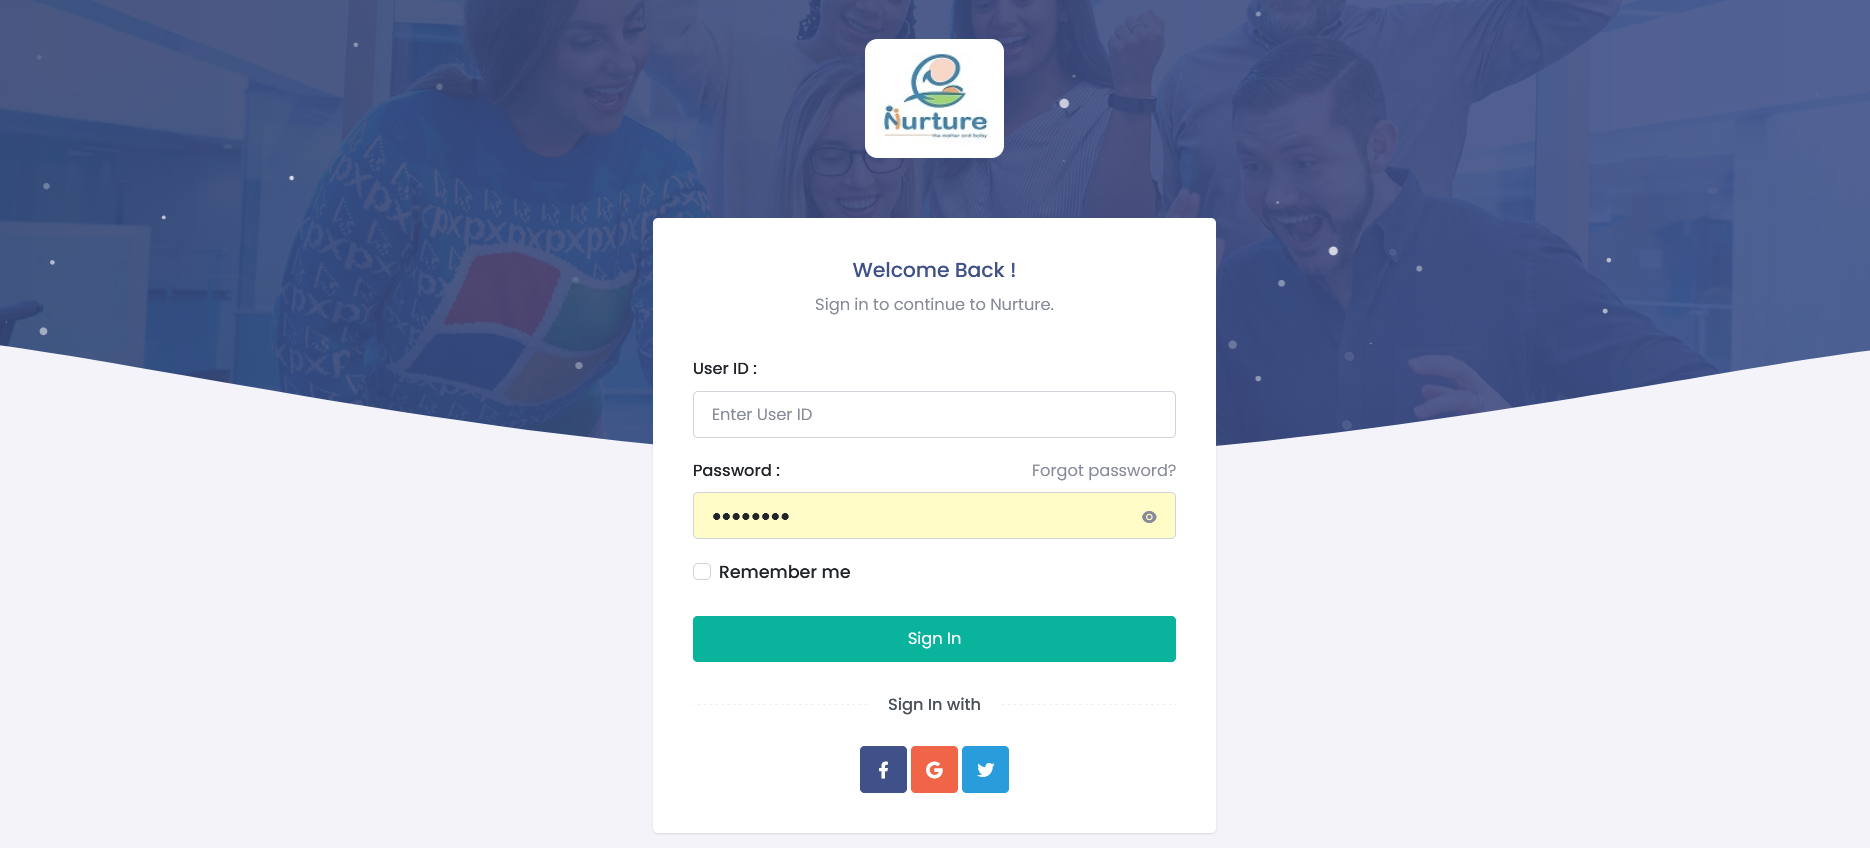 Nurture
the mother and baby
Welcome Back !
Sign in to continue to Nurture.
User ID :
Enter User ID
Password :
Forgot password?
••••••••
Remember me
Sign In
Sign In with